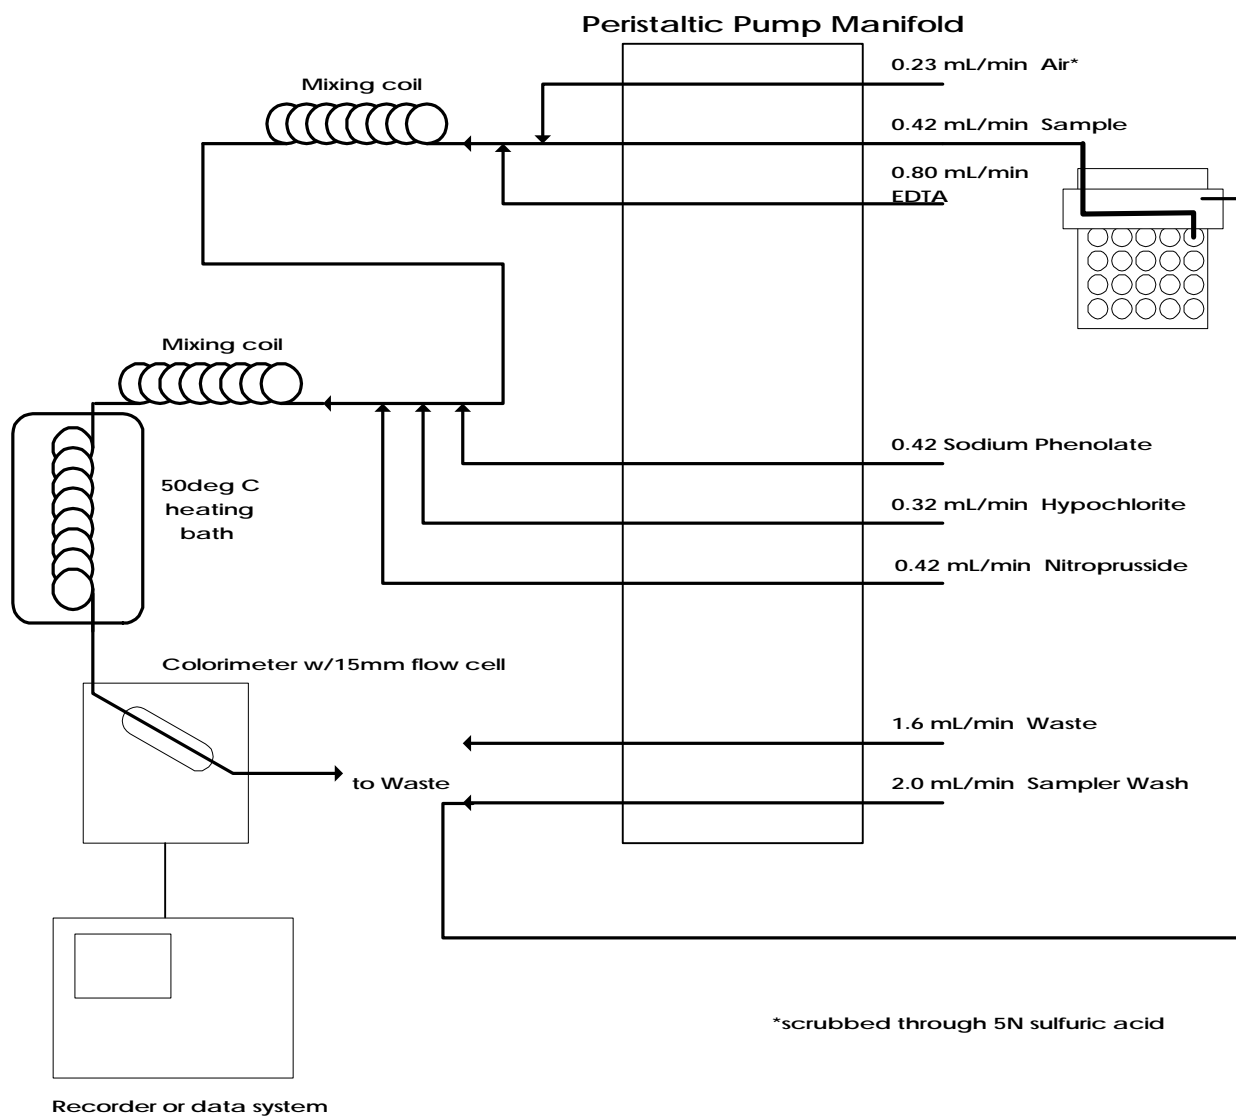 Peristaltic Pump Manifold
0.23 mL/min  Air*
Mixing coil
0.42 mL/min  Sample
0.80 mL/min
EDTA
Mixing coil
0.42 Sodium Phenolate
50deg C
heating
bath
0.32 mL/min  Hypochlorite
0.42 mL/min  Nitroprusside
Colorimeter w/15mm flow cell
1.6 mL/min  Waste
to Waste
2.0 mL/min  Sampler Wash
*scrubbed through 5N sulfuric acid
Recorder or data system